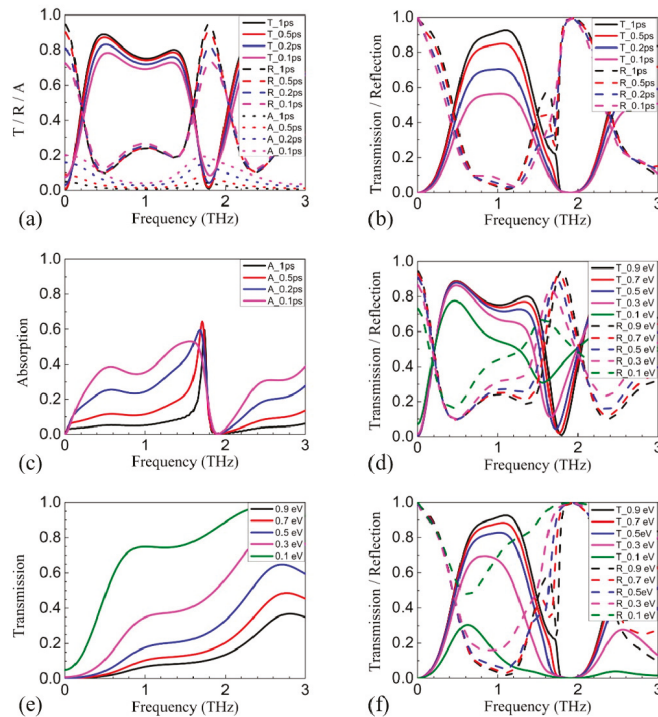 T / R / A
1.0
0.8
0.6
0.4
0.2
0.0
T_1ps
T_0.5ps
T_0.2ps
T_0.1ps
R_1ps
R_0.5ps
R_0.2ps
R_0.1ps
A_1ps
A_0.5ps
A_0.2ps
A_0.1ps
0 1 2 3
(a) Frequency (THz)
Transmission / Reflection
1.0
0.8
0.6
0.4
0.2
0.0
T_1ps
T_0.5ps
T_0.2ps
T_0.1ps
R_1ps
R_0.5ps
R_0.2ps
R_0.1ps
0 1 2 3
(b) Frequency (THz)
Absorption
1.0
0.8
0.6
0.4
0.2
0.0
A_1ps
A_0.5ps
A_0.2ps
A_0.1ps
0 1 2 3
(c) Frequency (THz)
Transmission / Reflection
1.0
0.8
0.6
0.4
0.2
0.0
T_0.9 eV
T_0.7 eV
T_0.5 eV
T_0.3 eV
T_0.1 eV
R_0.9 eV
R_0.7 eV
R_0.5 eV
R_0.3 eV
R_0.1 eV
0 1 2 3
(d) Frequency (THz)
Transmission
1.0
0.8
0.6
0.4
0.2
0.0
0.9 eV
0.7 eV
0.5 eV
0.3 eV
0.1 eV
0 1 2 3
(e) Frequency (THz)
Transmission / Reflection
1.0
0.8
0.6
0.4
0.2
0.0
T_0.9 eV
T_0.7 eV
T_0.5eV
T_0.3 eV
T_0.1 eV
R_0.9 eV
R_0.7 eV
R_0.5eV
R_0.3 eV
R_0.1 eV
0 1 2 3
(f) Frequency (THz)